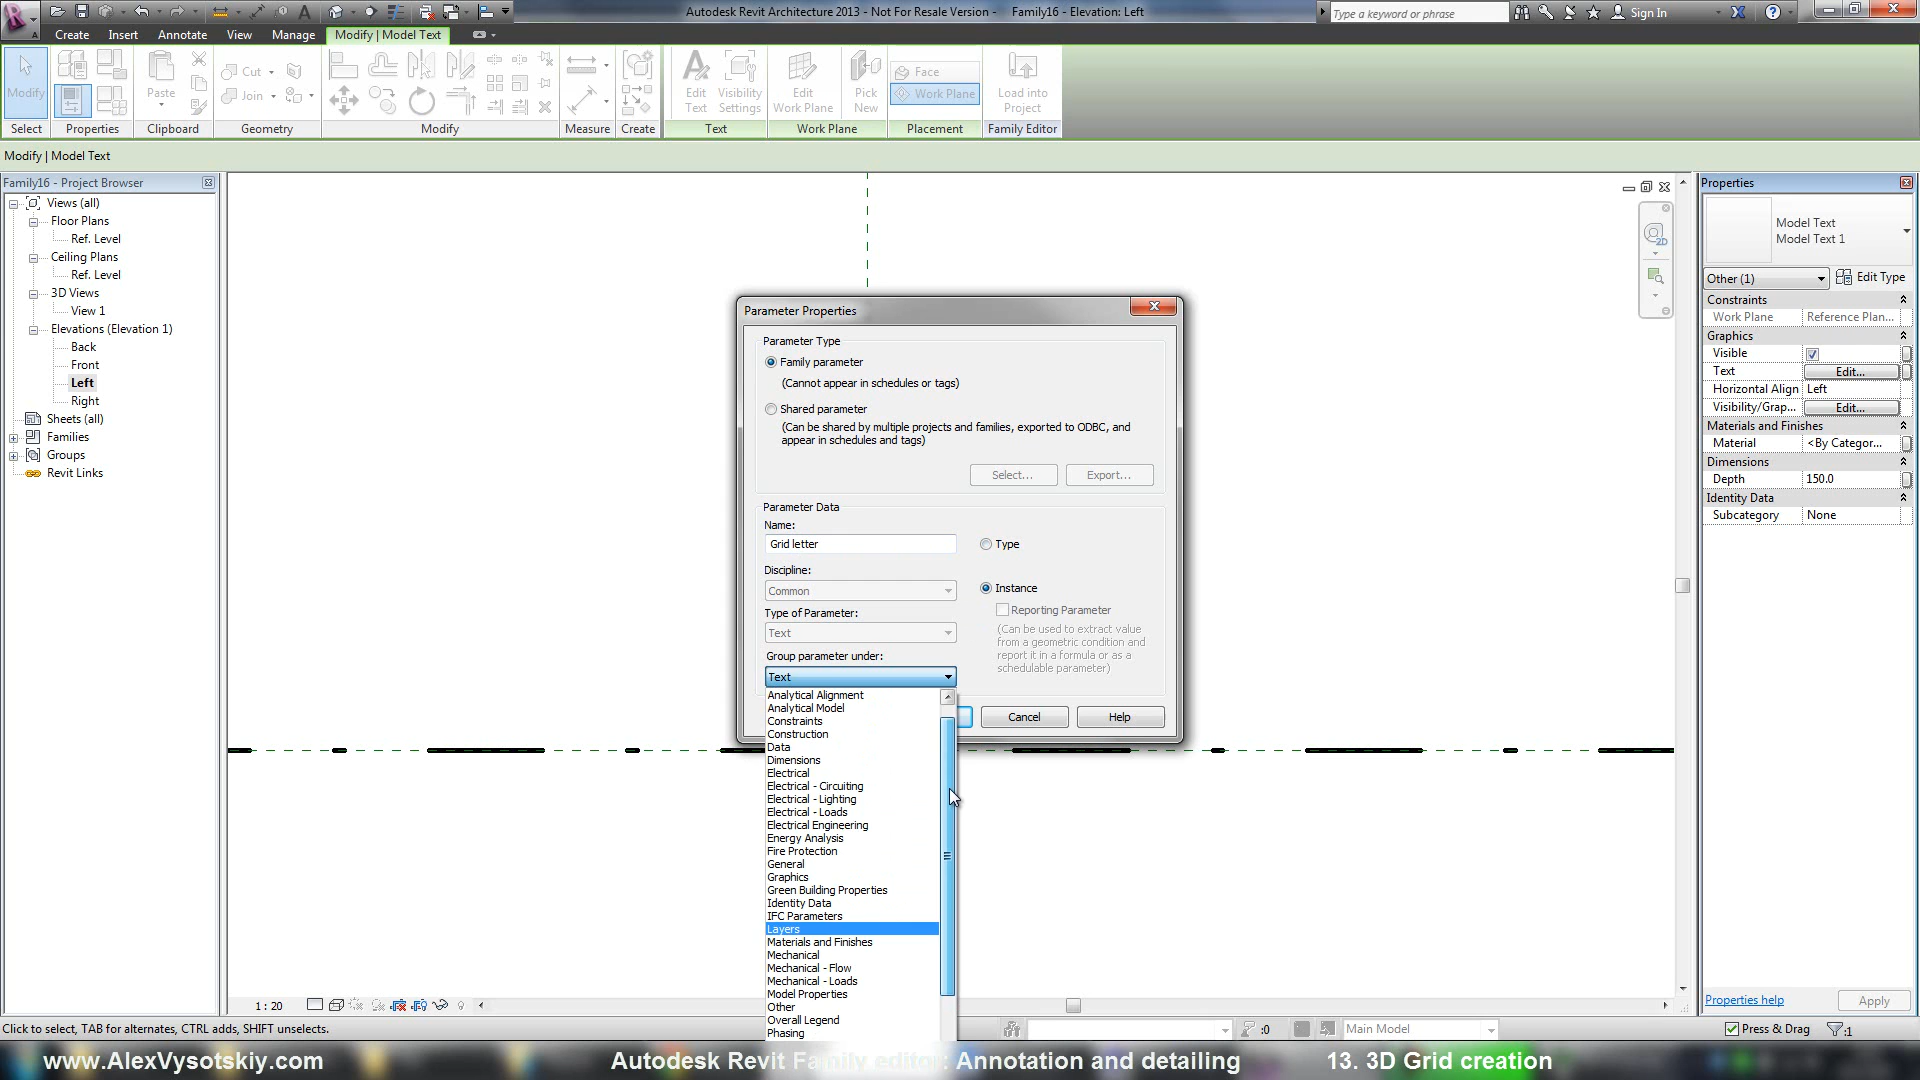 Autodesk Revit Architecture 2013 - Not For Resale Version - Family16 - Elevation: Left
Type a keyword or phrase
Sign In
Create Insert Annotate View Manage Modify | Model Text
Modify
Paste
Cut
Join
Edit Text
Visibility Settings
Edit Work Plane
Pick New
Face
Work Plane
Load into Project
Select Properties Clipboard Geometry Modify Measure Create Text Work Plane Placement Family Editor
Modify | Model Text
Family16 - Project Browser
Views (all)
Floor Plans
Ref. Level
Ceiling Plans
Ref. Level
3D Views
View 1
Elevations (Elevation 1)
Back
Front
Left
Right
Sheets (all)
Families
Groups
Revit Links
2D
Parameter Properties
Parameter Type
Family parameter
(Cannot appear in schedules or tags)
Shared parameter
(Can be shared by multiple projects and families, exported to ODBC, and
appear in schedules and tags)
Select... Export...
Parameter Data
Name:
Grid letter
Type
Discipline:
Common
Instance
Type of Parameter:
Reporting Parameter
Text
(Can be used to extract value
from a geometric condition and
report it in a formula or as a
schedulable parameter)
Group parameter under:
Text
Analytical Alignment
Analytical Model
Constraints
Construction
Data
Dimensions
Electrical
Electrical - Circuiting
Electrical - Lighting
Electrical - Loads
Electrical Engineering
Energy Analysis
Fire Protection
General
Graphics
Green Building Properties
Identity Data
IFC Parameters
Layers
Materials and Finishes
Mechanical
Mechanical - Flow
Mechanical - Loads
Model Properties
Other
Overall Legend
Phasing
Cancel Help
Properties
Model Text
Model Text 1
Other (1) Edit Type
Constraints
Work Plane Reference Plan...
Graphics
Visible
Text Edit...
Horizontal Align Left
Visibility/Grap... Edit...
Materials and Finishes
Material <By Categor...
Dimensions
Depth 150.0
Identity Data
Subcategory None
Properties help Apply
1 : 20
Click to select, TAB for alternates, CTRL adds, SHIFT unselects.
:0
Main Model
Press & Drag
:1
www.AlexVysotskiy.com Autodesk Revit Family editor: Annotation and detailing 13. 3D Grid creation